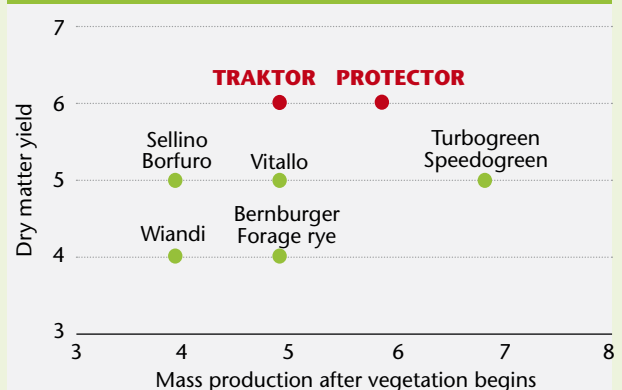 7
TRAKTOR PROTECTOR
6
Sellino
Borfuro
Vitallo
Turbogreen
Speedogreen
5
Bernburger
Forage rye
Wiandi
4
3
Dry matter yield
3 4 5 6 7 8
Mass production after vegetation begins